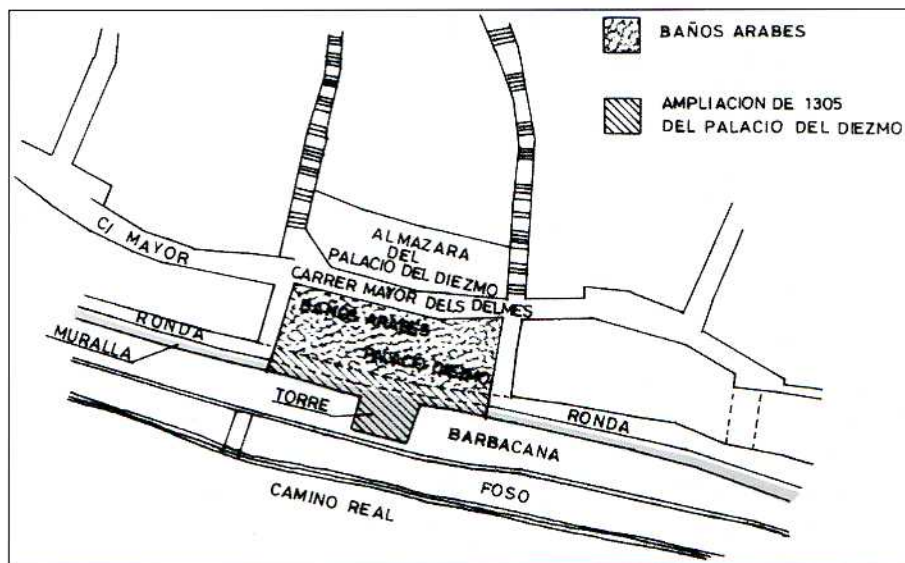 BAÑOS ARABES
AMPLIACION DE 1305
DEL PALACIO DEL DIEZMO
C/ MAYOR
ALMAZARA
DEL
PALACIO DEL DIEZMO
CARRER MAYOR DELS DELMES
BAÑOS ARABES
PALACIO DIEZMO
RONDA
MURALLA
TORRE
RONDA
BARBACANA
FOSO
CAMINO REAL